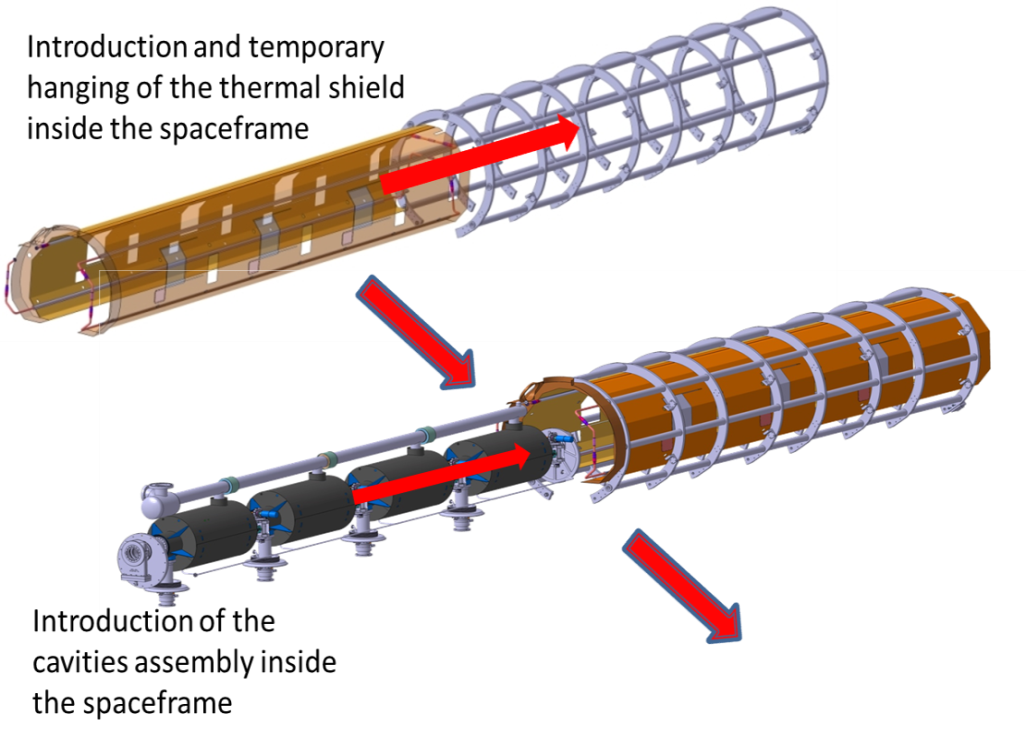 Introduction and temporary
hanging of the thermal shield
inside the spaceframe
Introduction of the
cavities assembly inside
the spaceframe